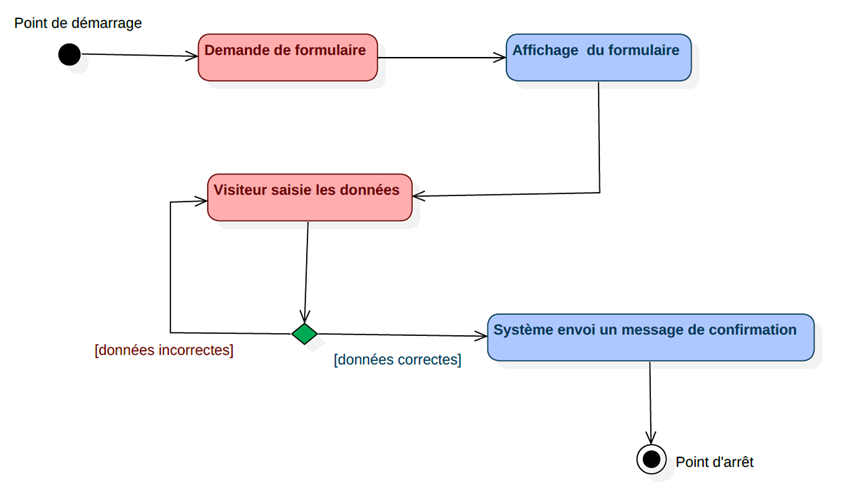 Point de démarrage
Demande de formulaire
Affichage du formulaire
Visiteur saisie les données
Système envoi un message de confirmation
[données incorrectes]
[données correctes]
Point d'arrêt